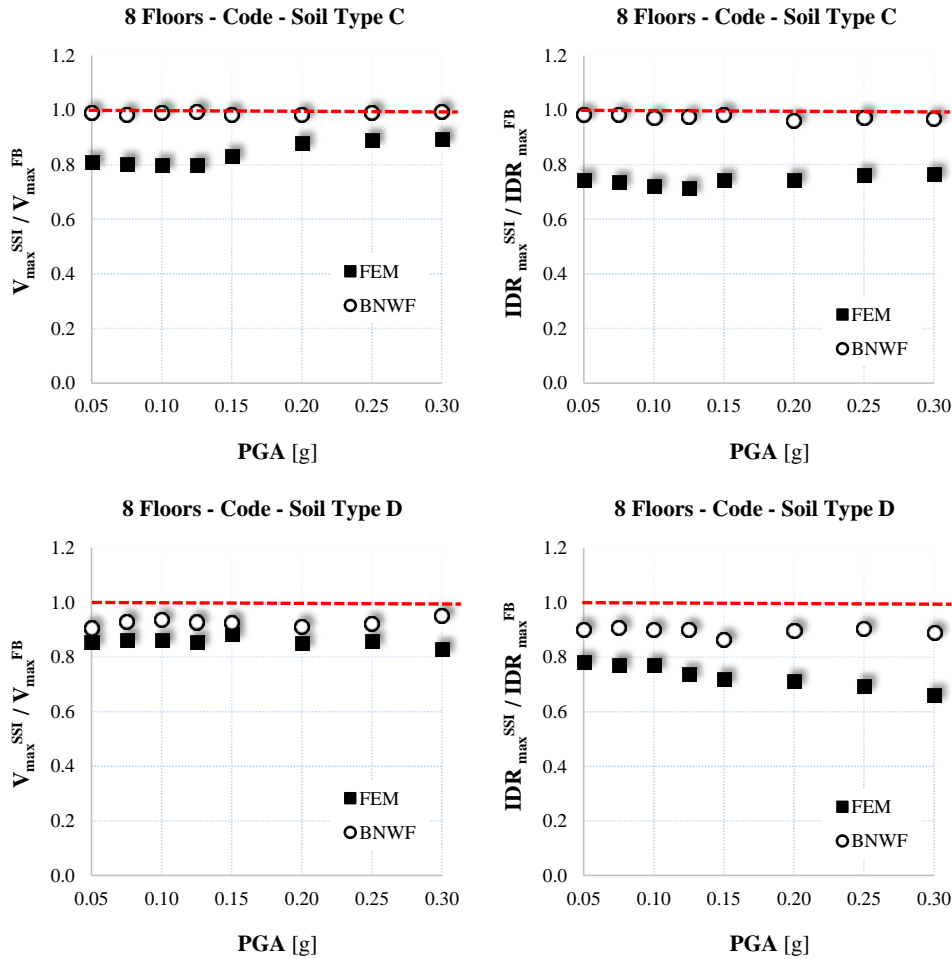 8 Floors - Code - Soil Type C
1.2
1.0
0.8
0.6
0.4
0.2
0.0
V_max^SSI / V_max^FB
FEM
BNWF
0.05 0.10 0.15 0.20 0.25 0.30
PGA [g]
8 Floors - Code - Soil Type C
1.2
1.0
0.8
0.6
0.4
0.2
0.0
IDR_max^SSI / IDR_max^FB
FEM
BNWF
0.05 0.10 0.15 0.20 0.25 0.30
PGA [g]
8 Floors - Code - Soil Type D
1.2
1.0
0.8
0.6
0.4
0.2
0.0
V_max^SSI / V_max^FB
FEM
BNWF
0.05 0.10 0.15 0.20 0.25 0.30
PGA [g]
8 Floors - Code - Soil Type D
1.2
1.0
0.8
0.6
0.4
0.2
0.0
IDR_max^SSI / IDR_max^FB
FEM
BNWF
0.05 0.10 0.15 0.20 0.25 0.30
PGA [g]